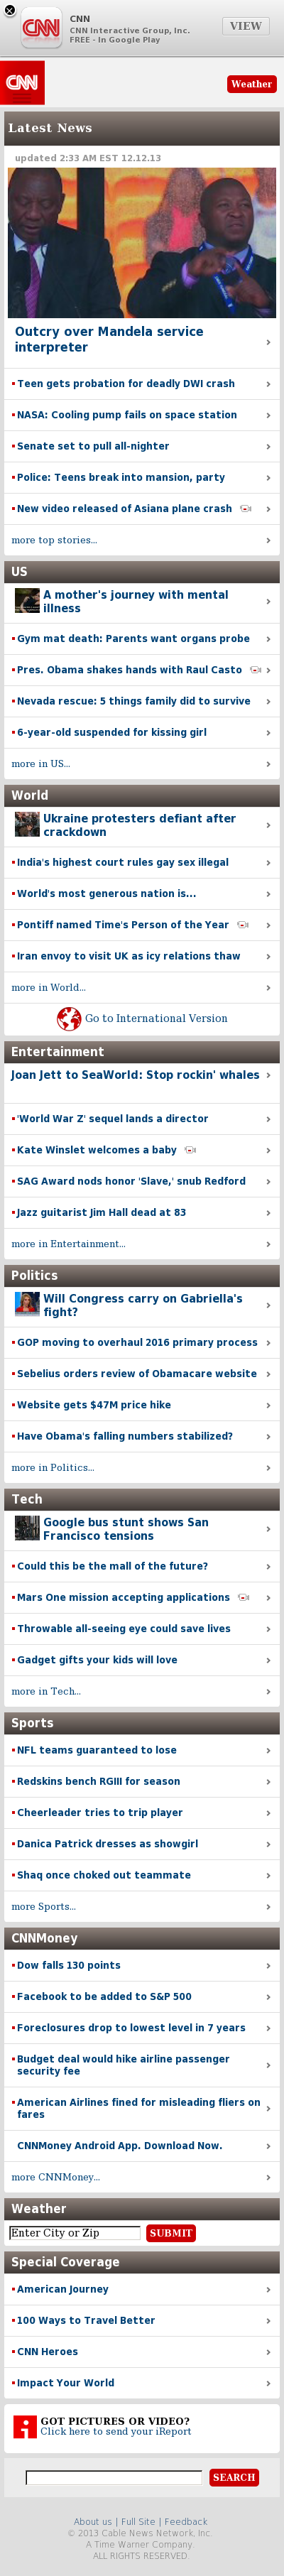 CNN
CNN Interactive Group, Inc.
FREE - In Google Play
VIEW
CNN
Weather
Latest News
updated 2:33 AM EST 12.12.13
Outcry over Mandela service
interpreter
Teen gets probation for deadly DWI crash
NASA: Cooling pump fails on space station
Senate set to pull all-nighter
Police: Teens break into mansion, party
New video released of Asiana plane crash
more top stories...
US
A mother's journey with mental
illness
Gym mat death: Parents want organs probe
Pres. Obama shakes hands with Raul Casto
Nevada rescue: 5 things family did to survive
6-year-old suspended for kissing girl
more in US...
World
Ukraine protesters defiant after
crackdown
India's highest court rules gay sex illegal
World's most generous nation is...
Pontiff named Time's Person of the Year
Iran envoy to visit UK as icy relations thaw
more in World...
Go to International Version
Entertainment
Joan Jett to SeaWorld: Stop rockin' whales
'World War Z' sequel lands a director
Kate Winslet welcomes a baby
SAG Award nods honor 'Slave,' snub Redford
Jazz guitarist Jim Hall dead at 83
more in Entertainment...
Politics
Will Congress carry on Gabriella's
fight?
GOP moving to overhaul 2016 primary process
Sebelius orders review of Obamacare website
Website gets $47M price hike
Have Obama's falling numbers stabilized?
more in Politics...
Tech
Google bus stunt shows San
Francisco tensions
Could this be the mall of the future?
Mars One mission accepting applications
Throwable all-seeing eye could save lives
Gadget gifts your kids will love
more in Tech...
Sports
NFL teams guaranteed to lose
Redskins bench RGIII for season
Cheerleader tries to trip player
Danica Patrick dresses as showgirl
Shaq once choked out teammate
more Sports...
CNNMoney
Dow falls 130 points
Facebook to be added to S&P 500
Foreclosures drop to lowest level in 7 years
Budget deal would hike airline passenger
security fee
American Airlines fined for misleading fliers on
fares
CNNMoney Android App. Download Now.
more CNNMoney...
Weather
Enter City or Zip
SUBMIT
Special Coverage
American Journey
100 Ways to Travel Better
CNN Heroes
Impact Your World
GOT PICTURES OR VIDEO?
Click here to send your iReport
SEARCH
About us | Full Site | Feedback
© 2013 Cable News Network, Inc.
A Time Warner Company.
ALL RIGHTS RESERVED.